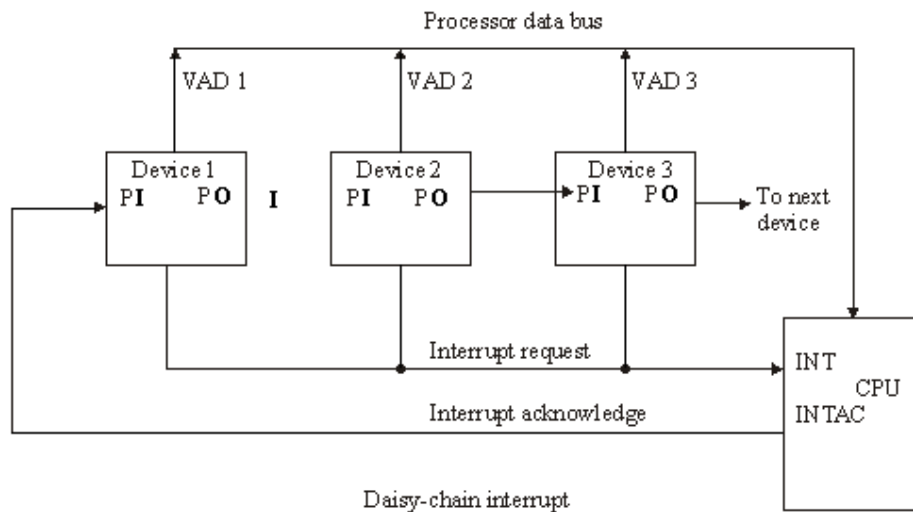 Processor data bus
VAD 1
VAD 2
VAD 3
Device 1
PI PO
I
Device 2
PI PO
Device 3
PI PO
To next
device
Interrupt request
INT
CPU
Interrupt acknowledge
INTAC
Daisy-chain interrupt